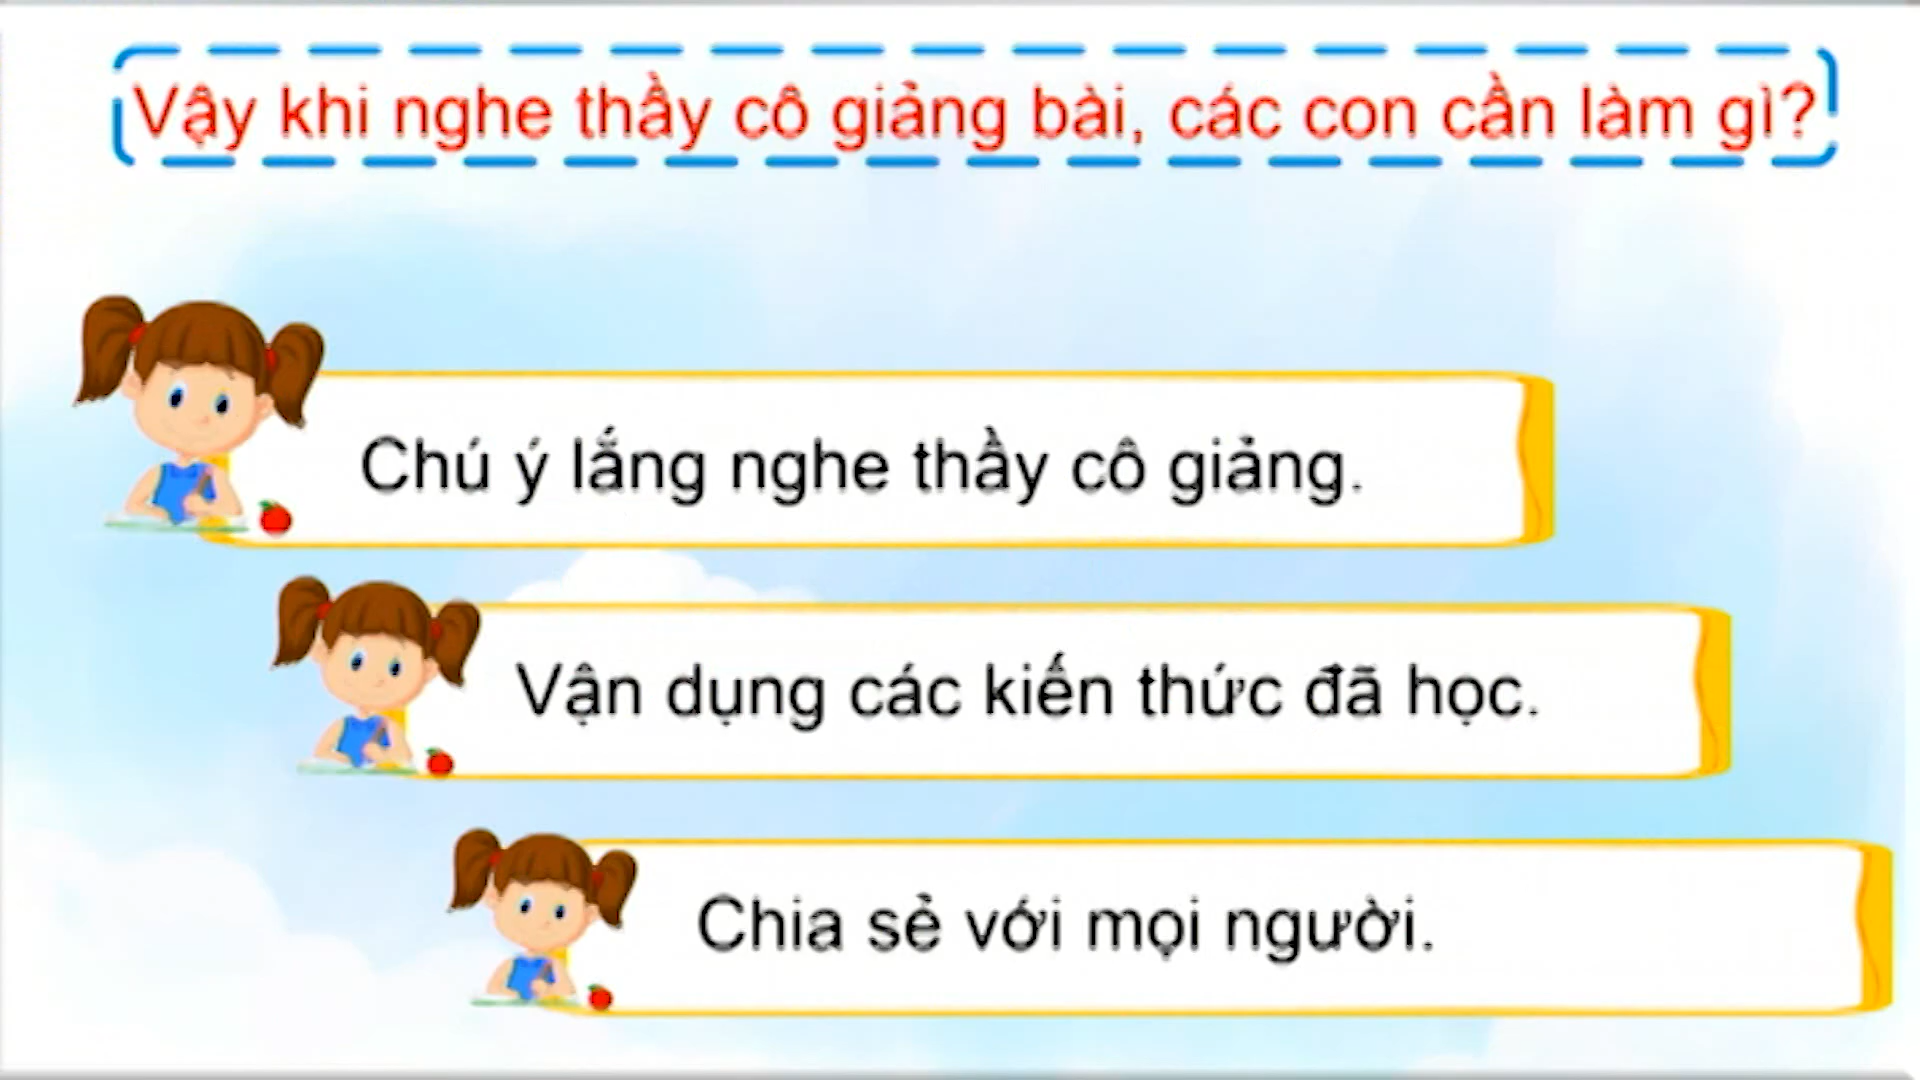 Vậy khi nghe thầy cô giảng bài, các con cần làm gì?
Chú ý lắng nghe thầy cô giảng.
Vận dụng các kiến thức đã học.
Chia sẻ với mọi người.